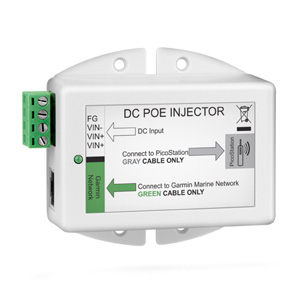 DC POE INJECTOR
FG
VIN-
VIN-
VIN+
VIN+
DC Input
Connect to PicoStation
GRAY CABLE ONLY
PicoStation
Connect to Garmin Marine Network
GREEN CABLE ONLY
Garmin
Network